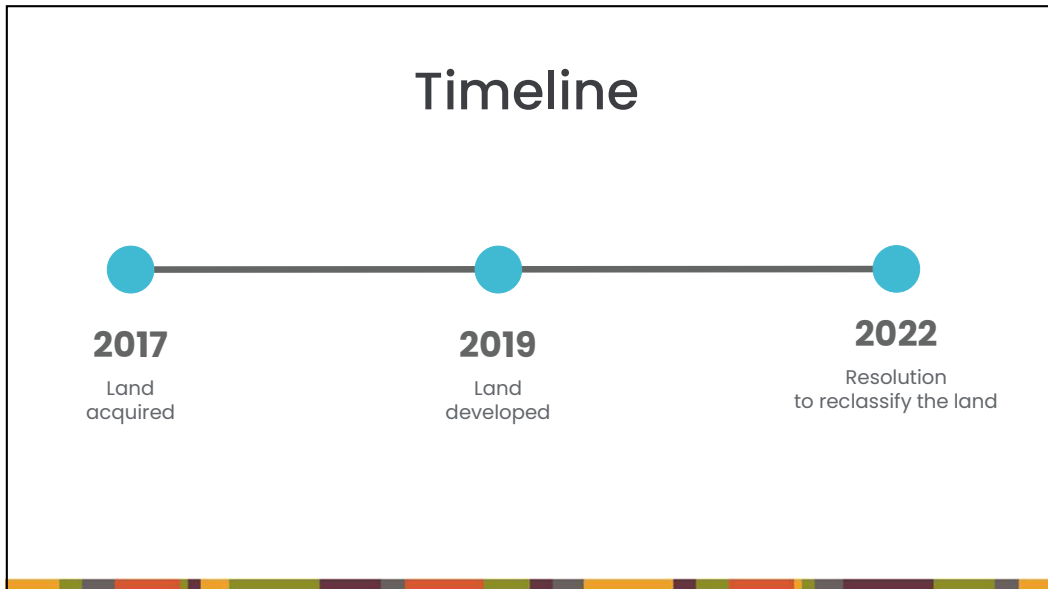 Timeline
2017
Land
acquired
2019
Land
developed
2022
Resolution
to reclassify the land